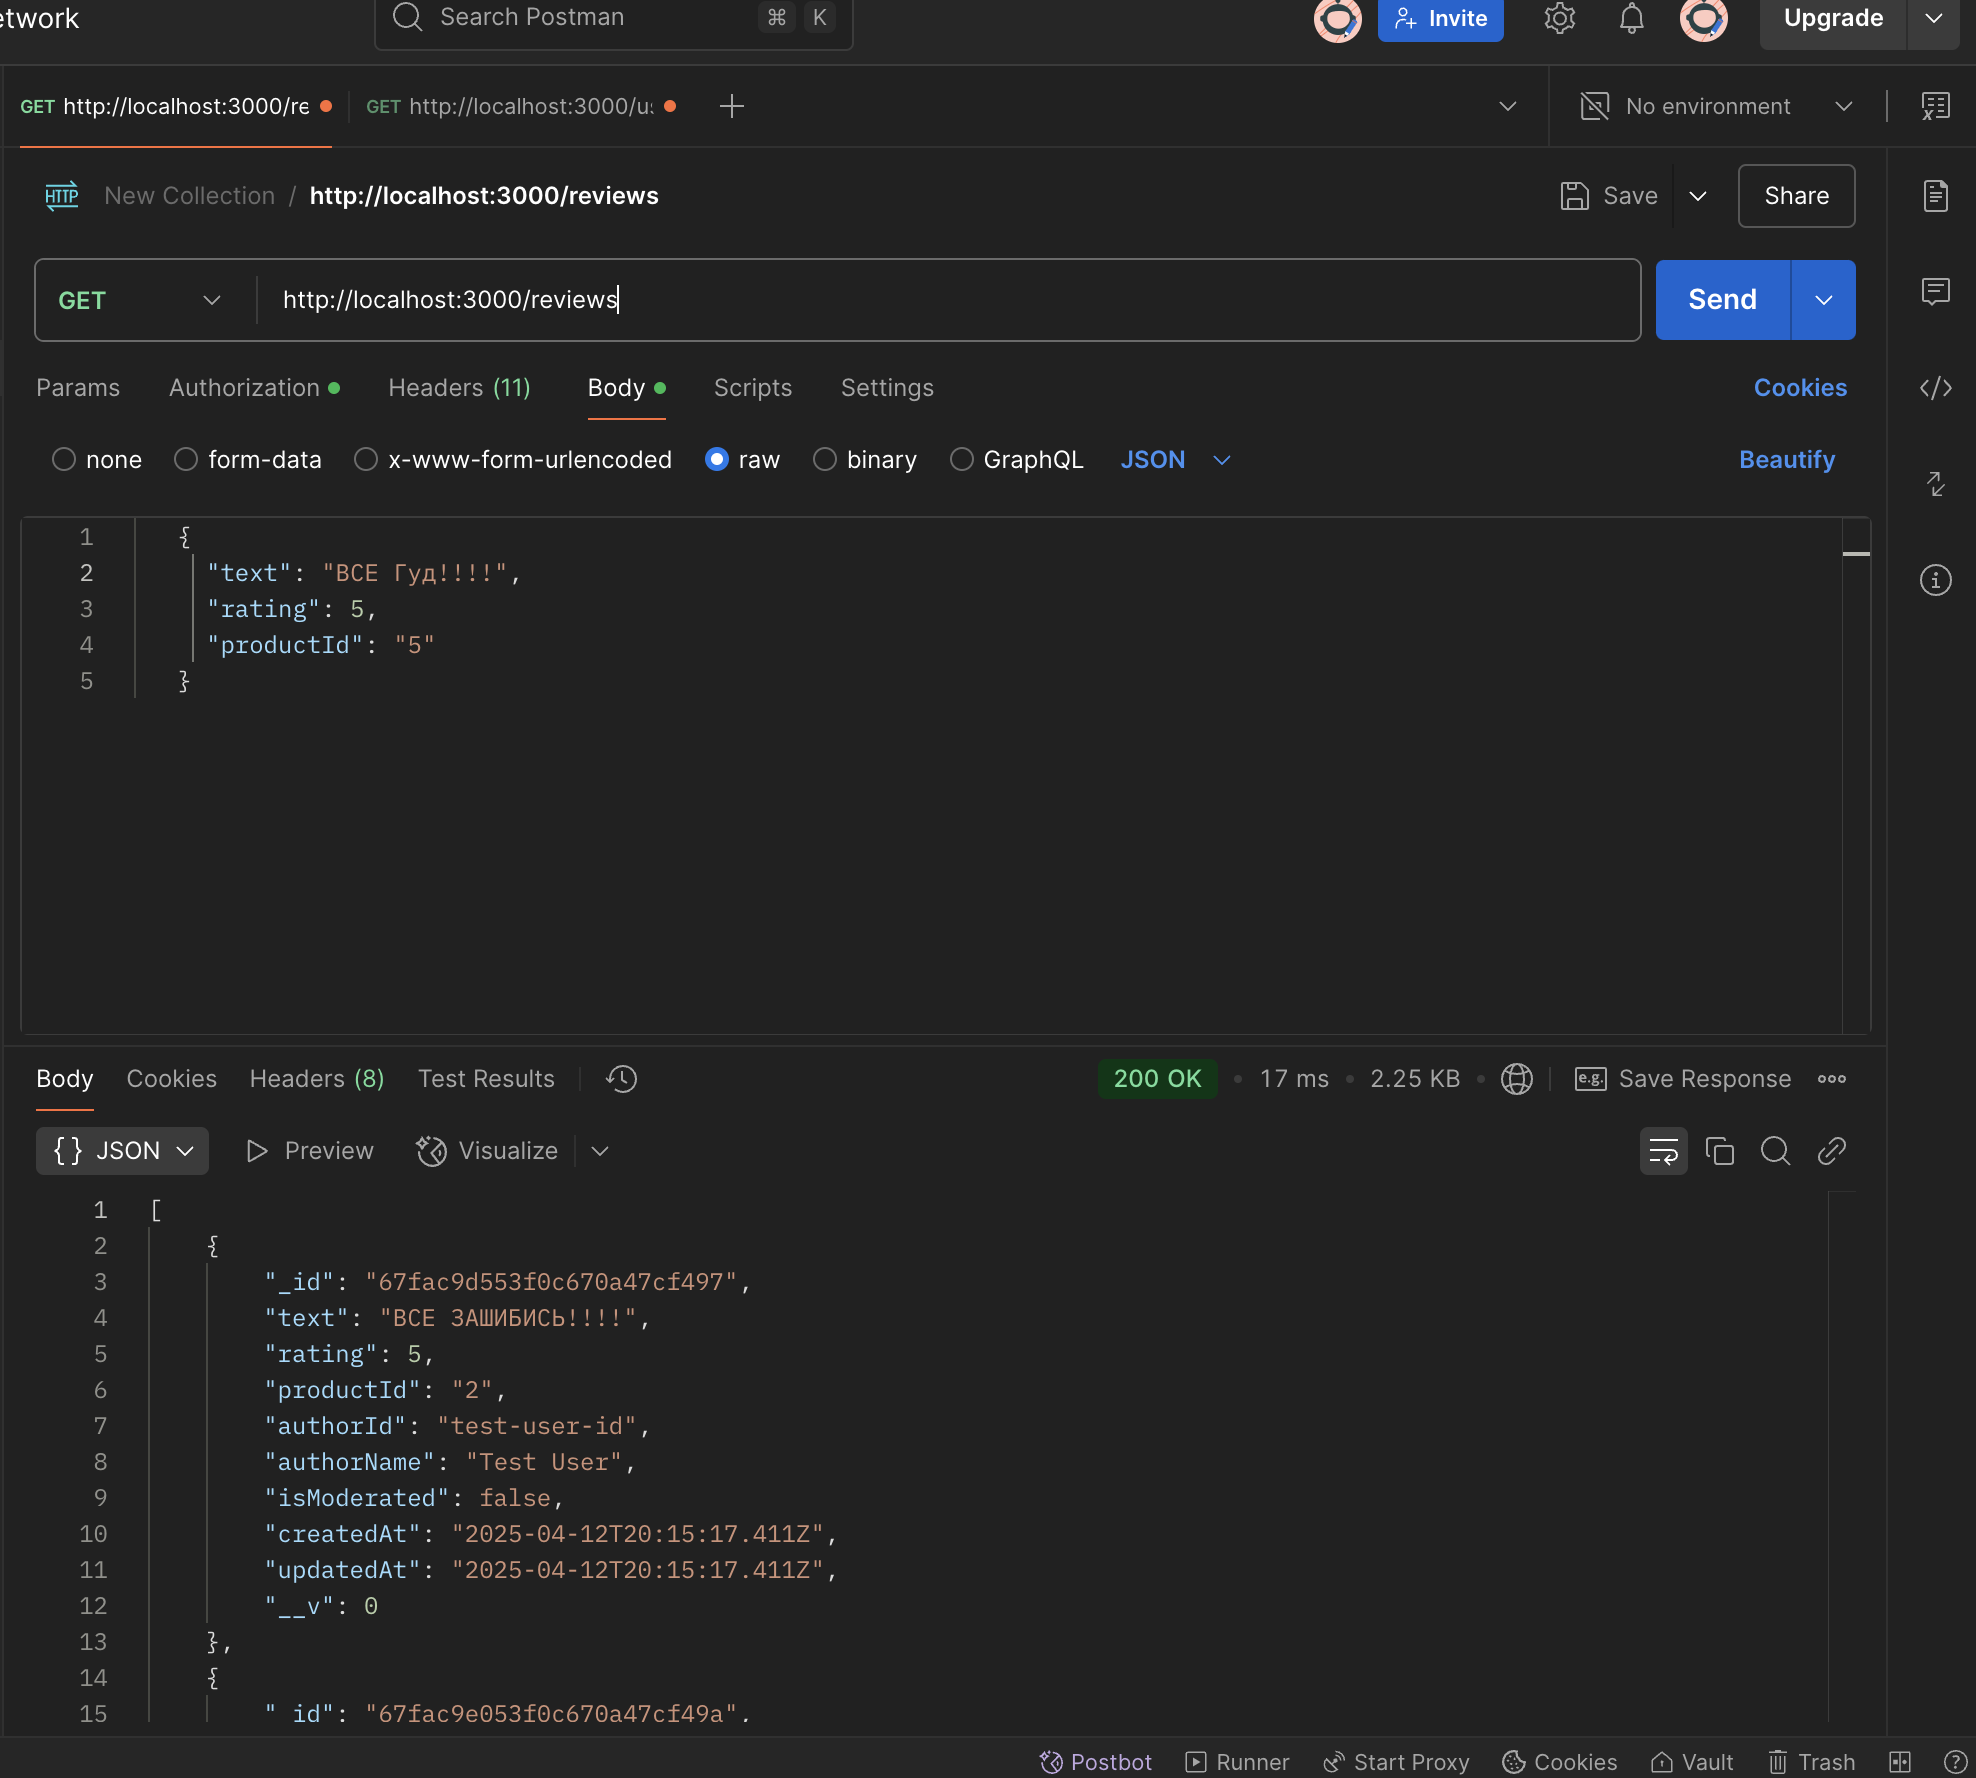 etwork
Search Postman ⌘ K
Invite
Upgrade
GET http://localhost:3000/re
GET http://localhost:3000/u
No environment
HTTP New Collection / http://localhost:3000/reviews
Save
Share
GET http://localhost:3000/reviews
Send
Params Authorization Headers (11) Body Scripts Settings Cookies
none form-data x-www-form-urlencoded raw binary GraphQL JSON Beautify
1 {
2 "text": "ВСЕ Гуд!!!!",
3 "rating": 5,
4 "productId": "5"
5 }
Body Cookies Headers (8) Test Results 200 OK • 17 ms • 2.25 KB • e.g. Save Response
{} JSON Preview Visualize
1 [
2 {
3 "_id": "67fac9d553f0c670a47cf497",
4 "text": "ВСЕ ЗАШИБИСЬ!!!!",
5 "rating": 5,
6 "productId": "2",
7 "authorId": "test-user-id",
8 "authorName": "Test User",
9 "isModerated": false,
10 "createdAt": "2025-04-12T20:15:17.411Z",
11 "updatedAt": "2025-04-12T20:15:17.411Z",
12 "__v": 0
13 },
14 {
15 "_id": "67fac9e053f0c670a47cf49a",
Postbot Runner Start Proxy Cookies Vault Trash